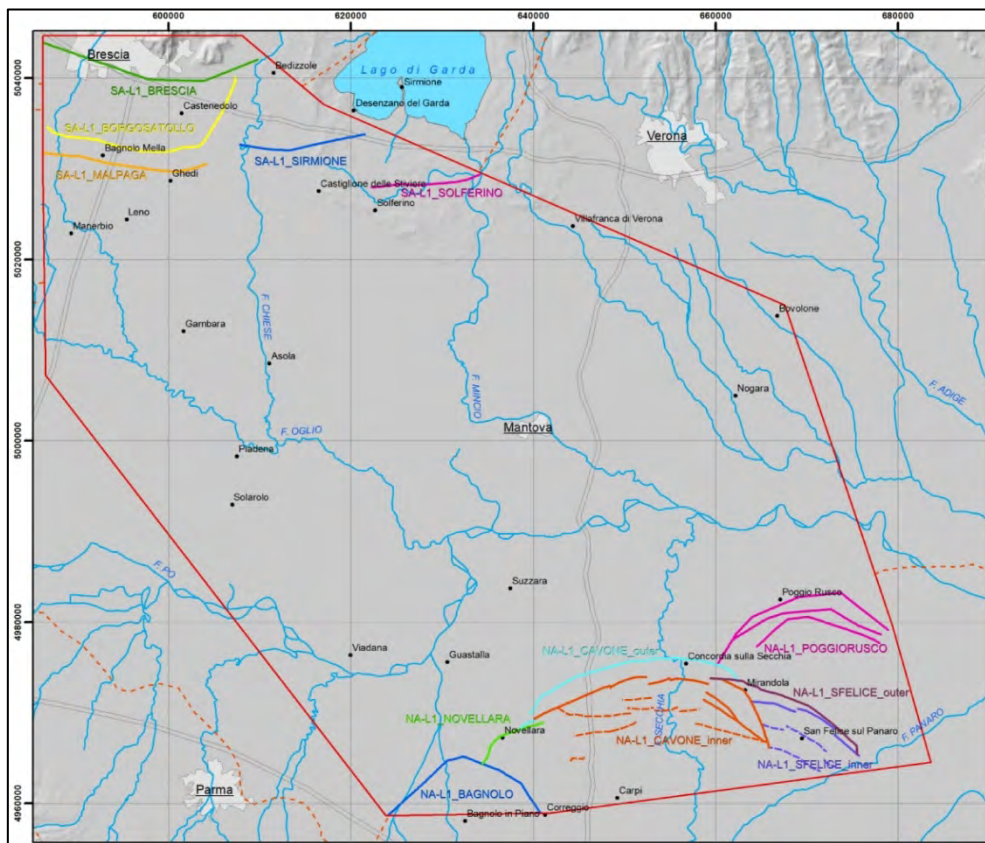 600000
620000
640000
660000
680000
5040000
5020000
5000000
4980000
4960000
Brescia
Bedizzole
Lago di Garda
Sirmione
SA-L1_BRESCIA
Desenzano del Garda
Castenedolo
SA-L1_BORGOSATOLLO
Verona
Bagnolo Mella
SA-L1_SIRMIONE
SA-L1_MALPAGA
Ghedi
Castiglione delle Stiviere
SA-L1_SOLFERINO
Solferino
Leno
Manerbio
Villafranca di Verona
F. CHIESE
Gambara
Bovolone
Asola
F. MINCIO
Nogara
F. ADIGE
F. OGLIO
Mantova
Piadena
Solarolo
F. PO
Suzzara
Poggio Rusco
Viadana
Guastalla
NA-L1_CAVONE_outer
Concordia sulla Secchia
NA-L1_POGGIORUSCO
Mirandola
NA-L1_SFELICE_outer
NA-L1_NOVELLARA
Novellara
SECCHIA
NA-L1_CAVONE_inner
San Felice sul Panaro
F. PANARO
NA-L1_SFELICE_inner
Parma
NA-L1_BAGNOLO
Carpi
Bagnolo in Piano
Correggio